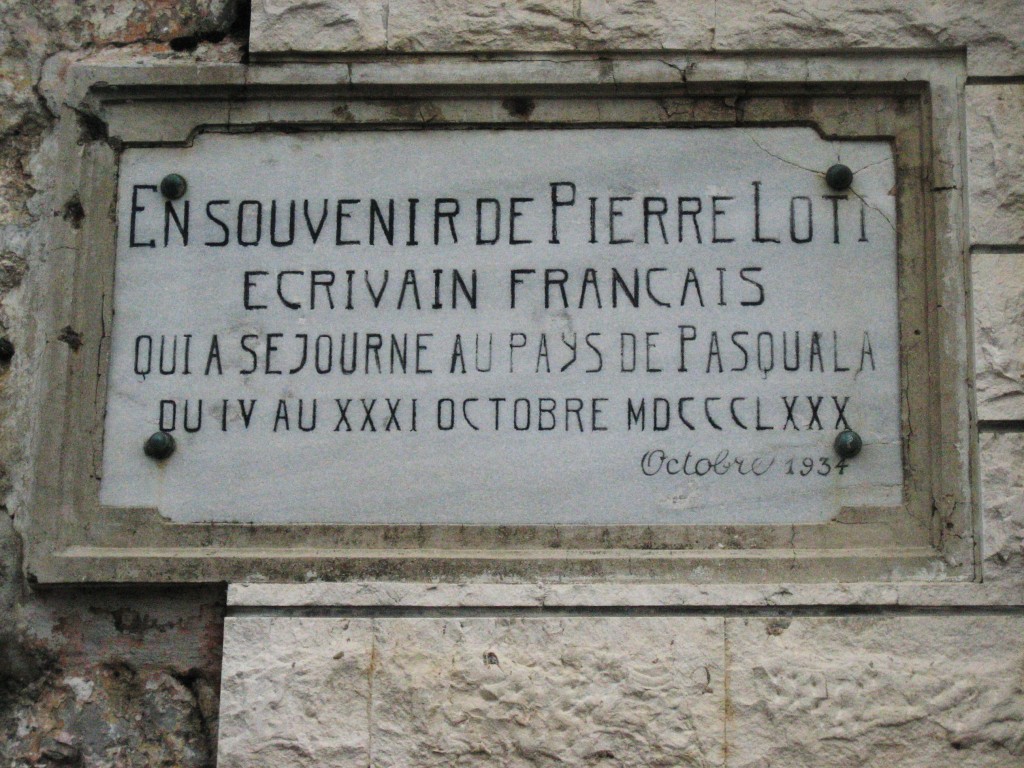 EN SOUVENIR DE PIERRE LOTI
ECRIVAIN FRANCAIS
QUI A SEJOURNE AU PAYS DE PASQUALA
DU IV AU XXXI OCTOBRE MDCCCLXXX
Octobre 1934